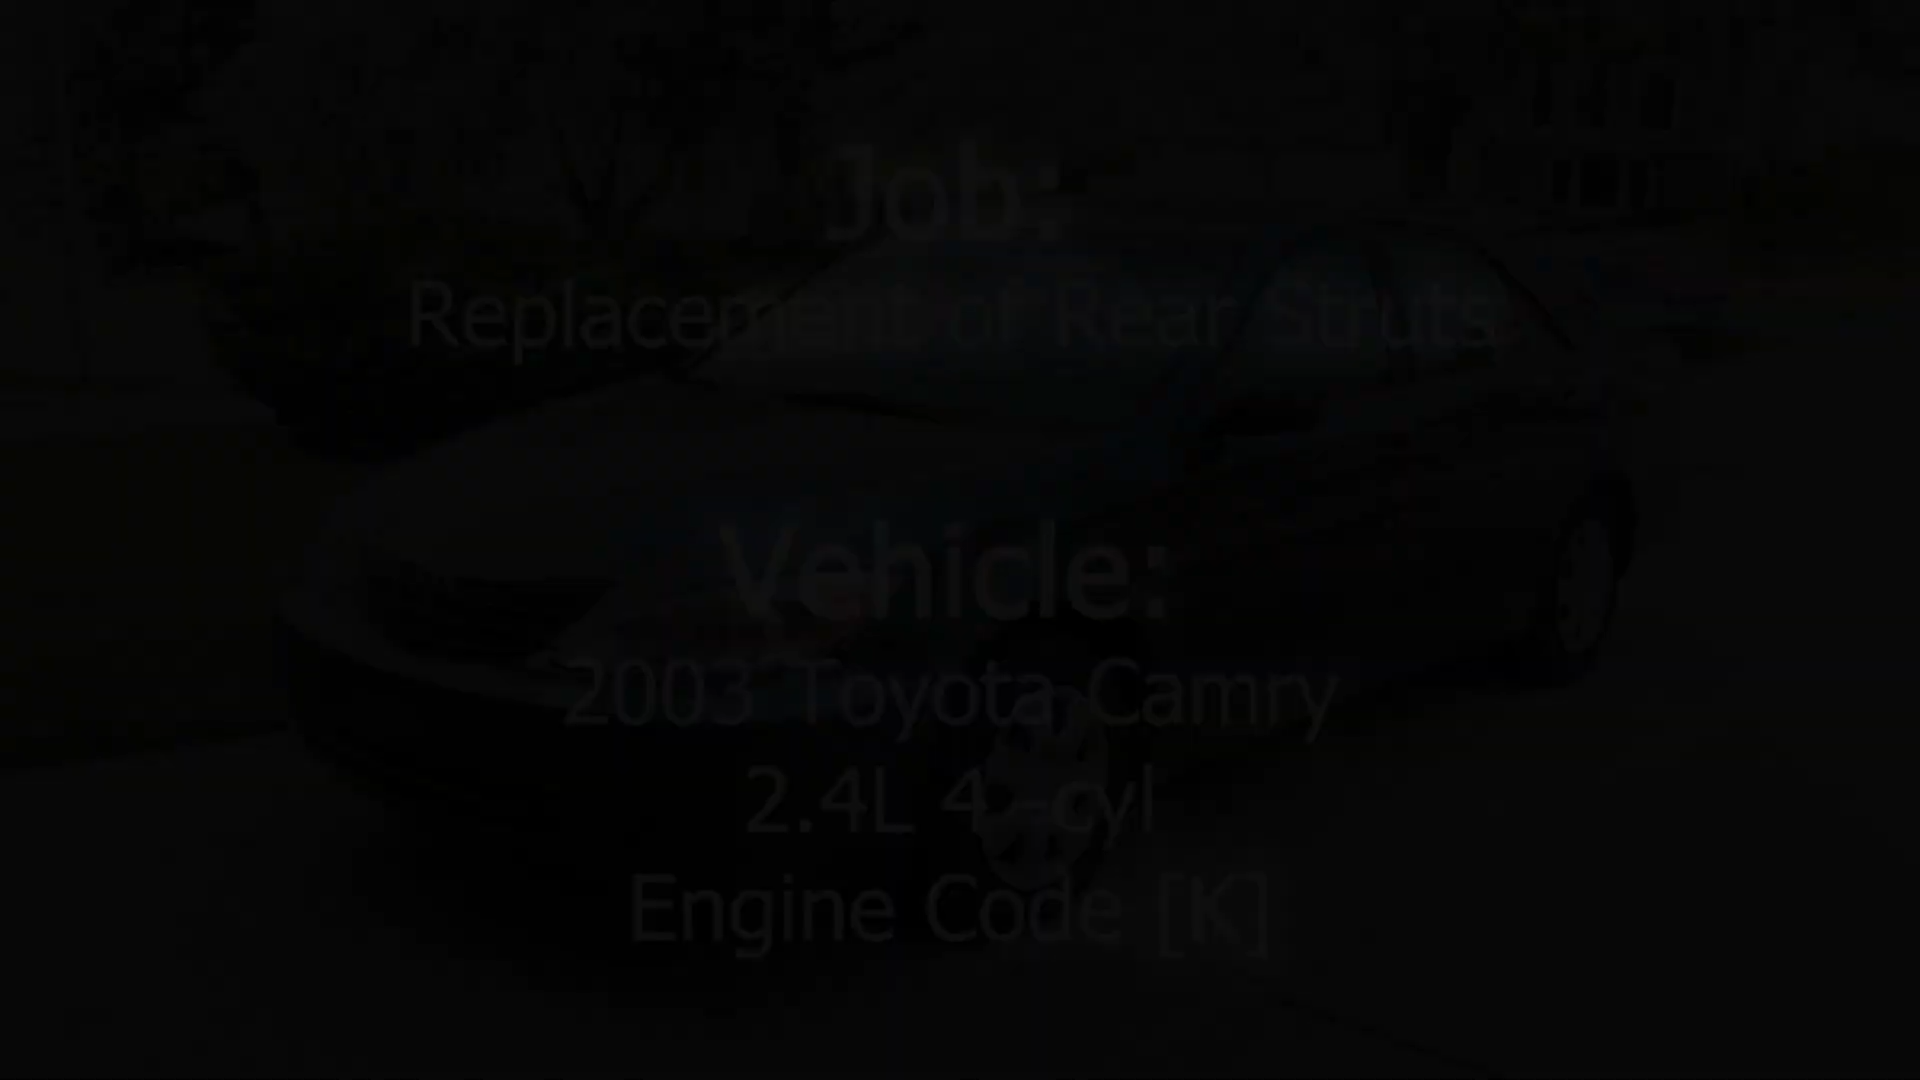 Job:
Replacement of Rear Struts
Vehicle:
2003 Toyota Camry
2.4L 4 -cyl
Engine Code [K]